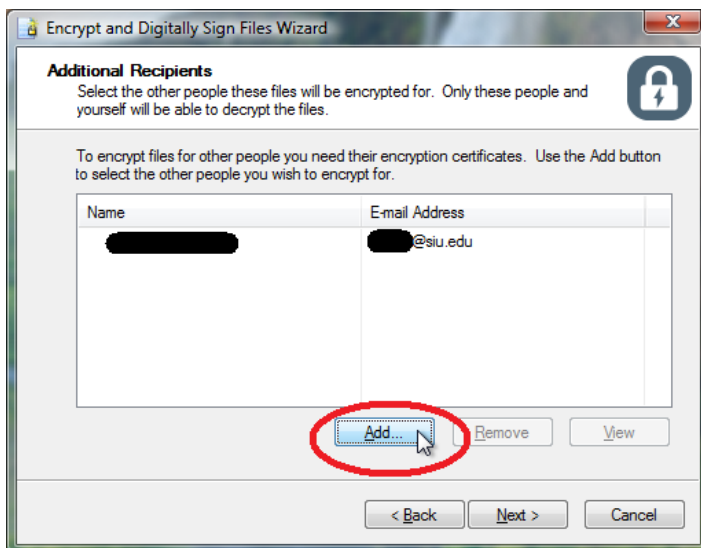 Encrypt and Digitally Sign Files Wizard
Additional Recipients
Select the other people these files will be encrypted for. Only these people and
yourself will be able to decrypt the files.
To encrypt files for other people you need their encryption certificates. Use the Add button
to select the other people you wish to encrypt for.
Name E-mail Address
@siu.edu
Add... Remove View
< Back Next > Cancel